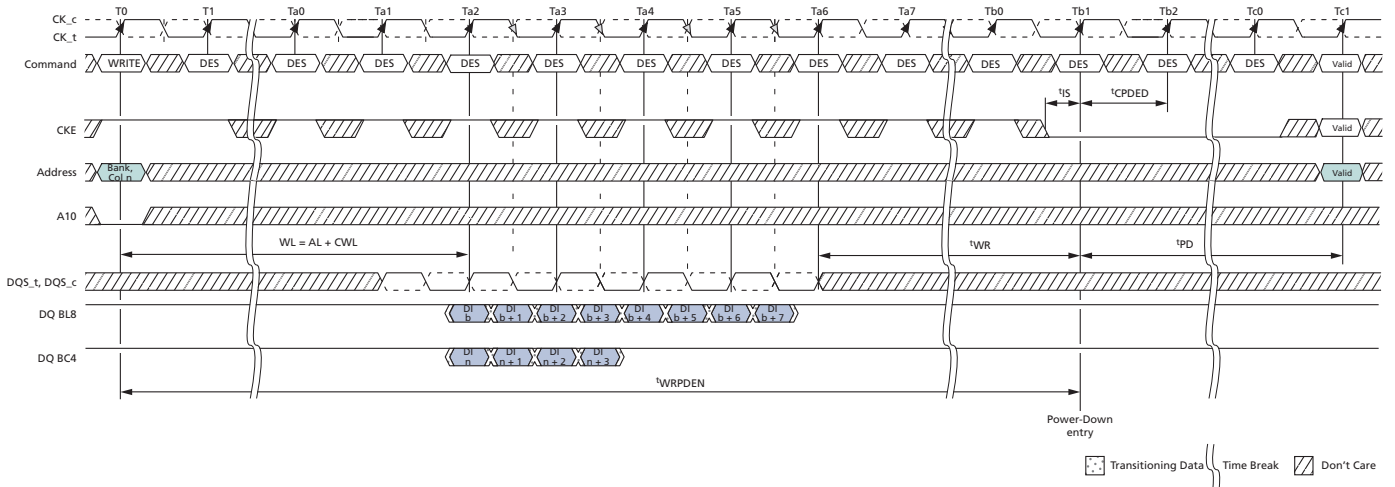 T0 T1 Ta0 Ta1 Ta2 Ta3 Ta4 Ta5 Ta6 Ta7 Tb0 Tb1 Tb2 Tc0 Tc1
CK_c
CK_t
Command WRITE DES DES DES DES DES DES DES DES DES DES DES DES DES Valid
tIS tCPDED
CKE Valid
Address Bank, Col n Valid
A10
WL = AL + CWL tWR tPD
DQS_t, DQS_c
DQ BL8 DI b DI b + 1 DI b + 2 DI b + 3 DI b + 4 DI b + 5 DI b + 6 DI b + 7
DQ BC4 DI n DI n + 1 DI n + 2 DI n + 3
tWRPDEN
Power-Down
entry
Transitioning Data Time Break Don't Care